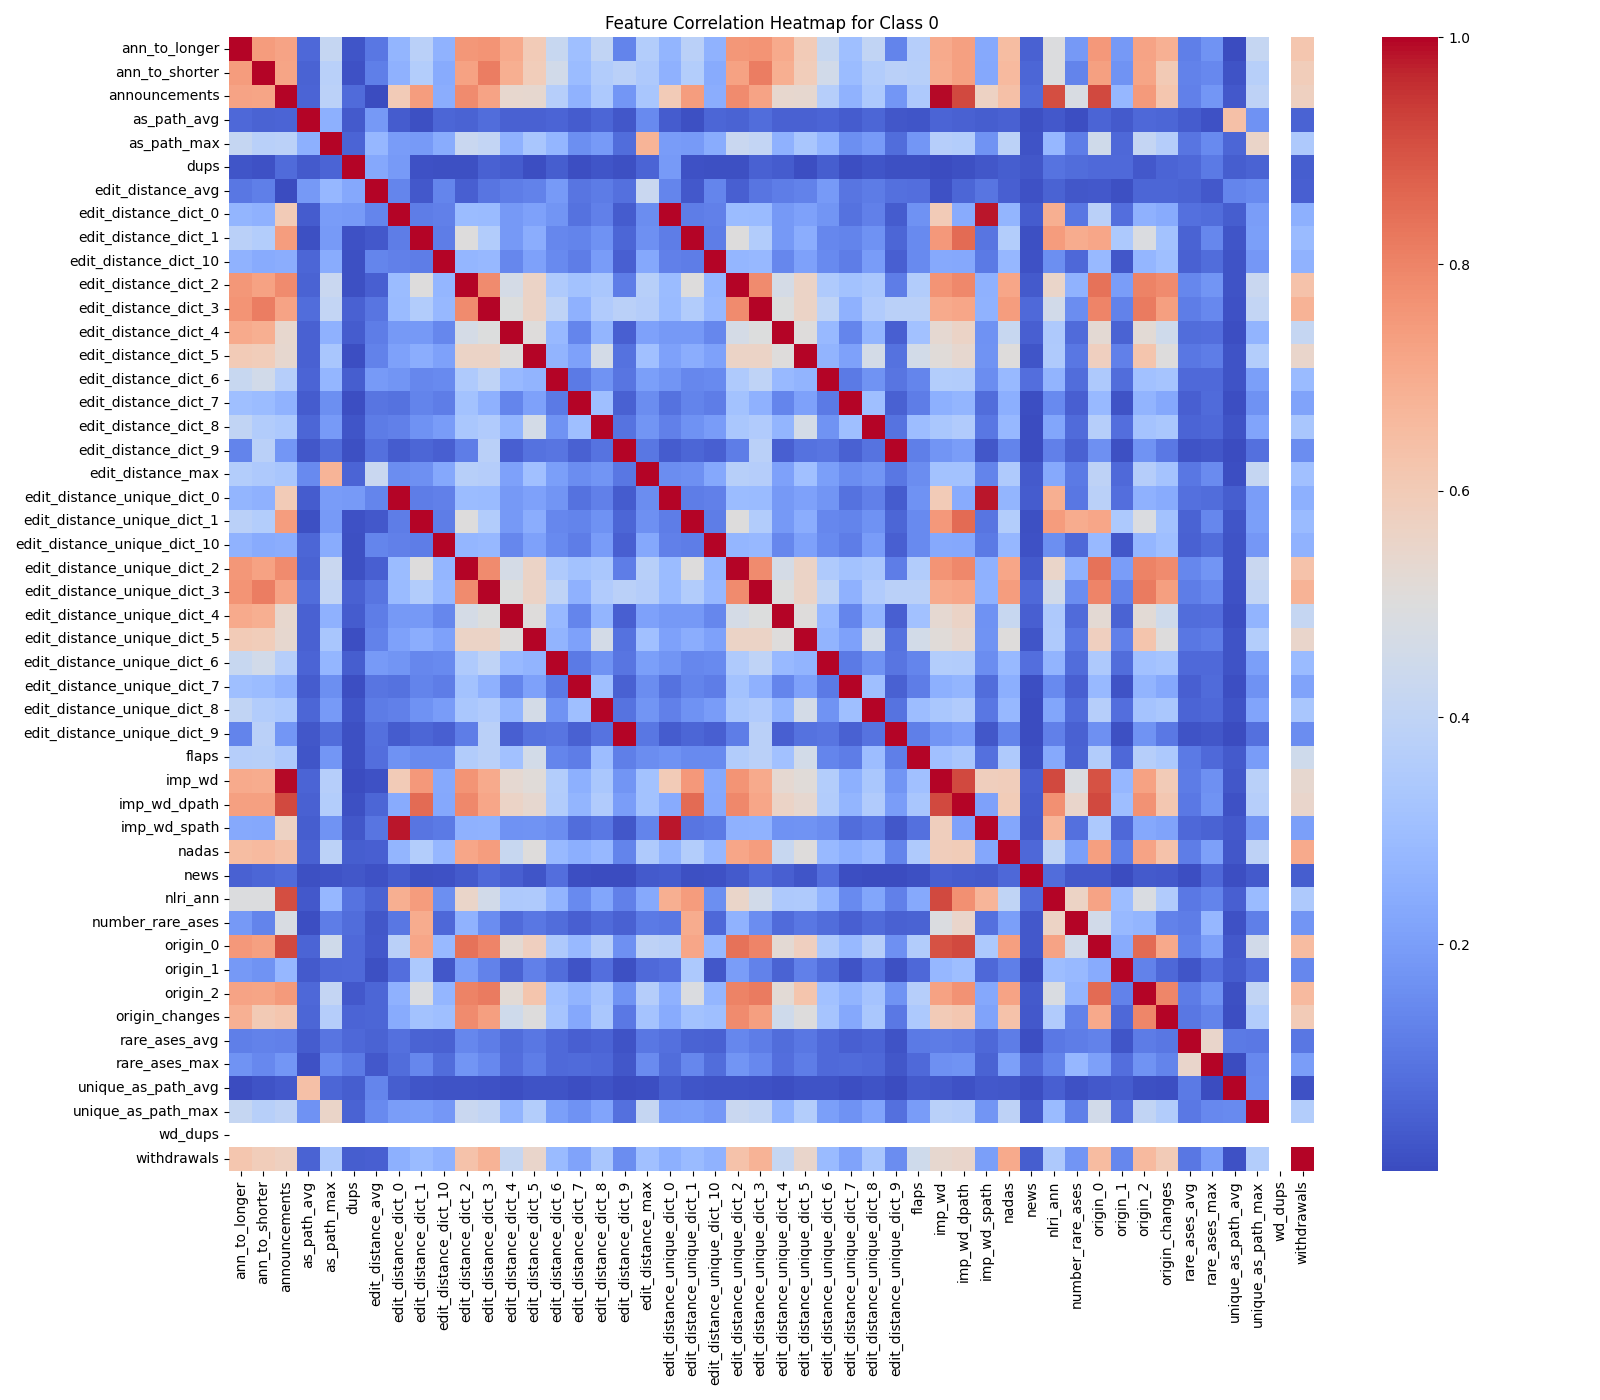 Feature Correlation Heatmap for Class 0
ann_to_longer
ann_to_shorter
announcements
as_path_avg
as_path_max
dups
edit_distance_avg
edit_distance_dict_0
edit_distance_dict_1
edit_distance_dict_10
edit_distance_dict_2
edit_distance_dict_3
edit_distance_dict_4
edit_distance_dict_5
edit_distance_dict_6
edit_distance_dict_7
edit_distance_dict_8
edit_distance_dict_9
edit_distance_max
edit_distance_unique_dict_0
edit_distance_unique_dict_1
edit_distance_unique_dict_10
edit_distance_unique_dict_2
edit_distance_unique_dict_3
edit_distance_unique_dict_4
edit_distance_unique_dict_5
edit_distance_unique_dict_6
edit_distance_unique_dict_7
edit_distance_unique_dict_8
edit_distance_unique_dict_9
flaps
imp_wd
imp_wd_dpath
imp_wd_spath
nadas
news
nlri_ann
number_rare_ases
origin_0
origin_1
origin_2
origin_changes
rare_ases_avg
rare_ases_max
unique_as_path_avg
unique_as_path_max
wd_dups
withdrawals
ann_to_longer
ann_to_shorter
announcements
as_path_avg
as_path_max
dups
edit_distance_avg
edit_distance_dict_0
edit_distance_dict_1
edit_distance_dict_10
edit_distance_dict_2
edit_distance_dict_3
edit_distance_dict_4
edit_distance_dict_5
edit_distance_dict_6
edit_distance_dict_7
edit_distance_dict_8
edit_distance_dict_9
edit_distance_max
edit_distance_unique_dict_0
edit_distance_unique_dict_1
edit_distance_unique_dict_10
edit_distance_unique_dict_2
edit_distance_unique_dict_3
edit_distance_unique_dict_4
edit_distance_unique_dict_5
edit_distance_unique_dict_6
edit_distance_unique_dict_7
edit_distance_unique_dict_8
edit_distance_unique_dict_9
flaps
imp_wd
imp_wd_dpath
imp_wd_spath
nadas
news
nlri_ann
number_rare_ases
origin_0
origin_1
origin_2
origin_changes
rare_ases_avg
rare_ases_max
unique_as_path_avg
unique_as_path_max
wd_dups
withdrawals
1.0
0.8
0.6
0.4
0.2